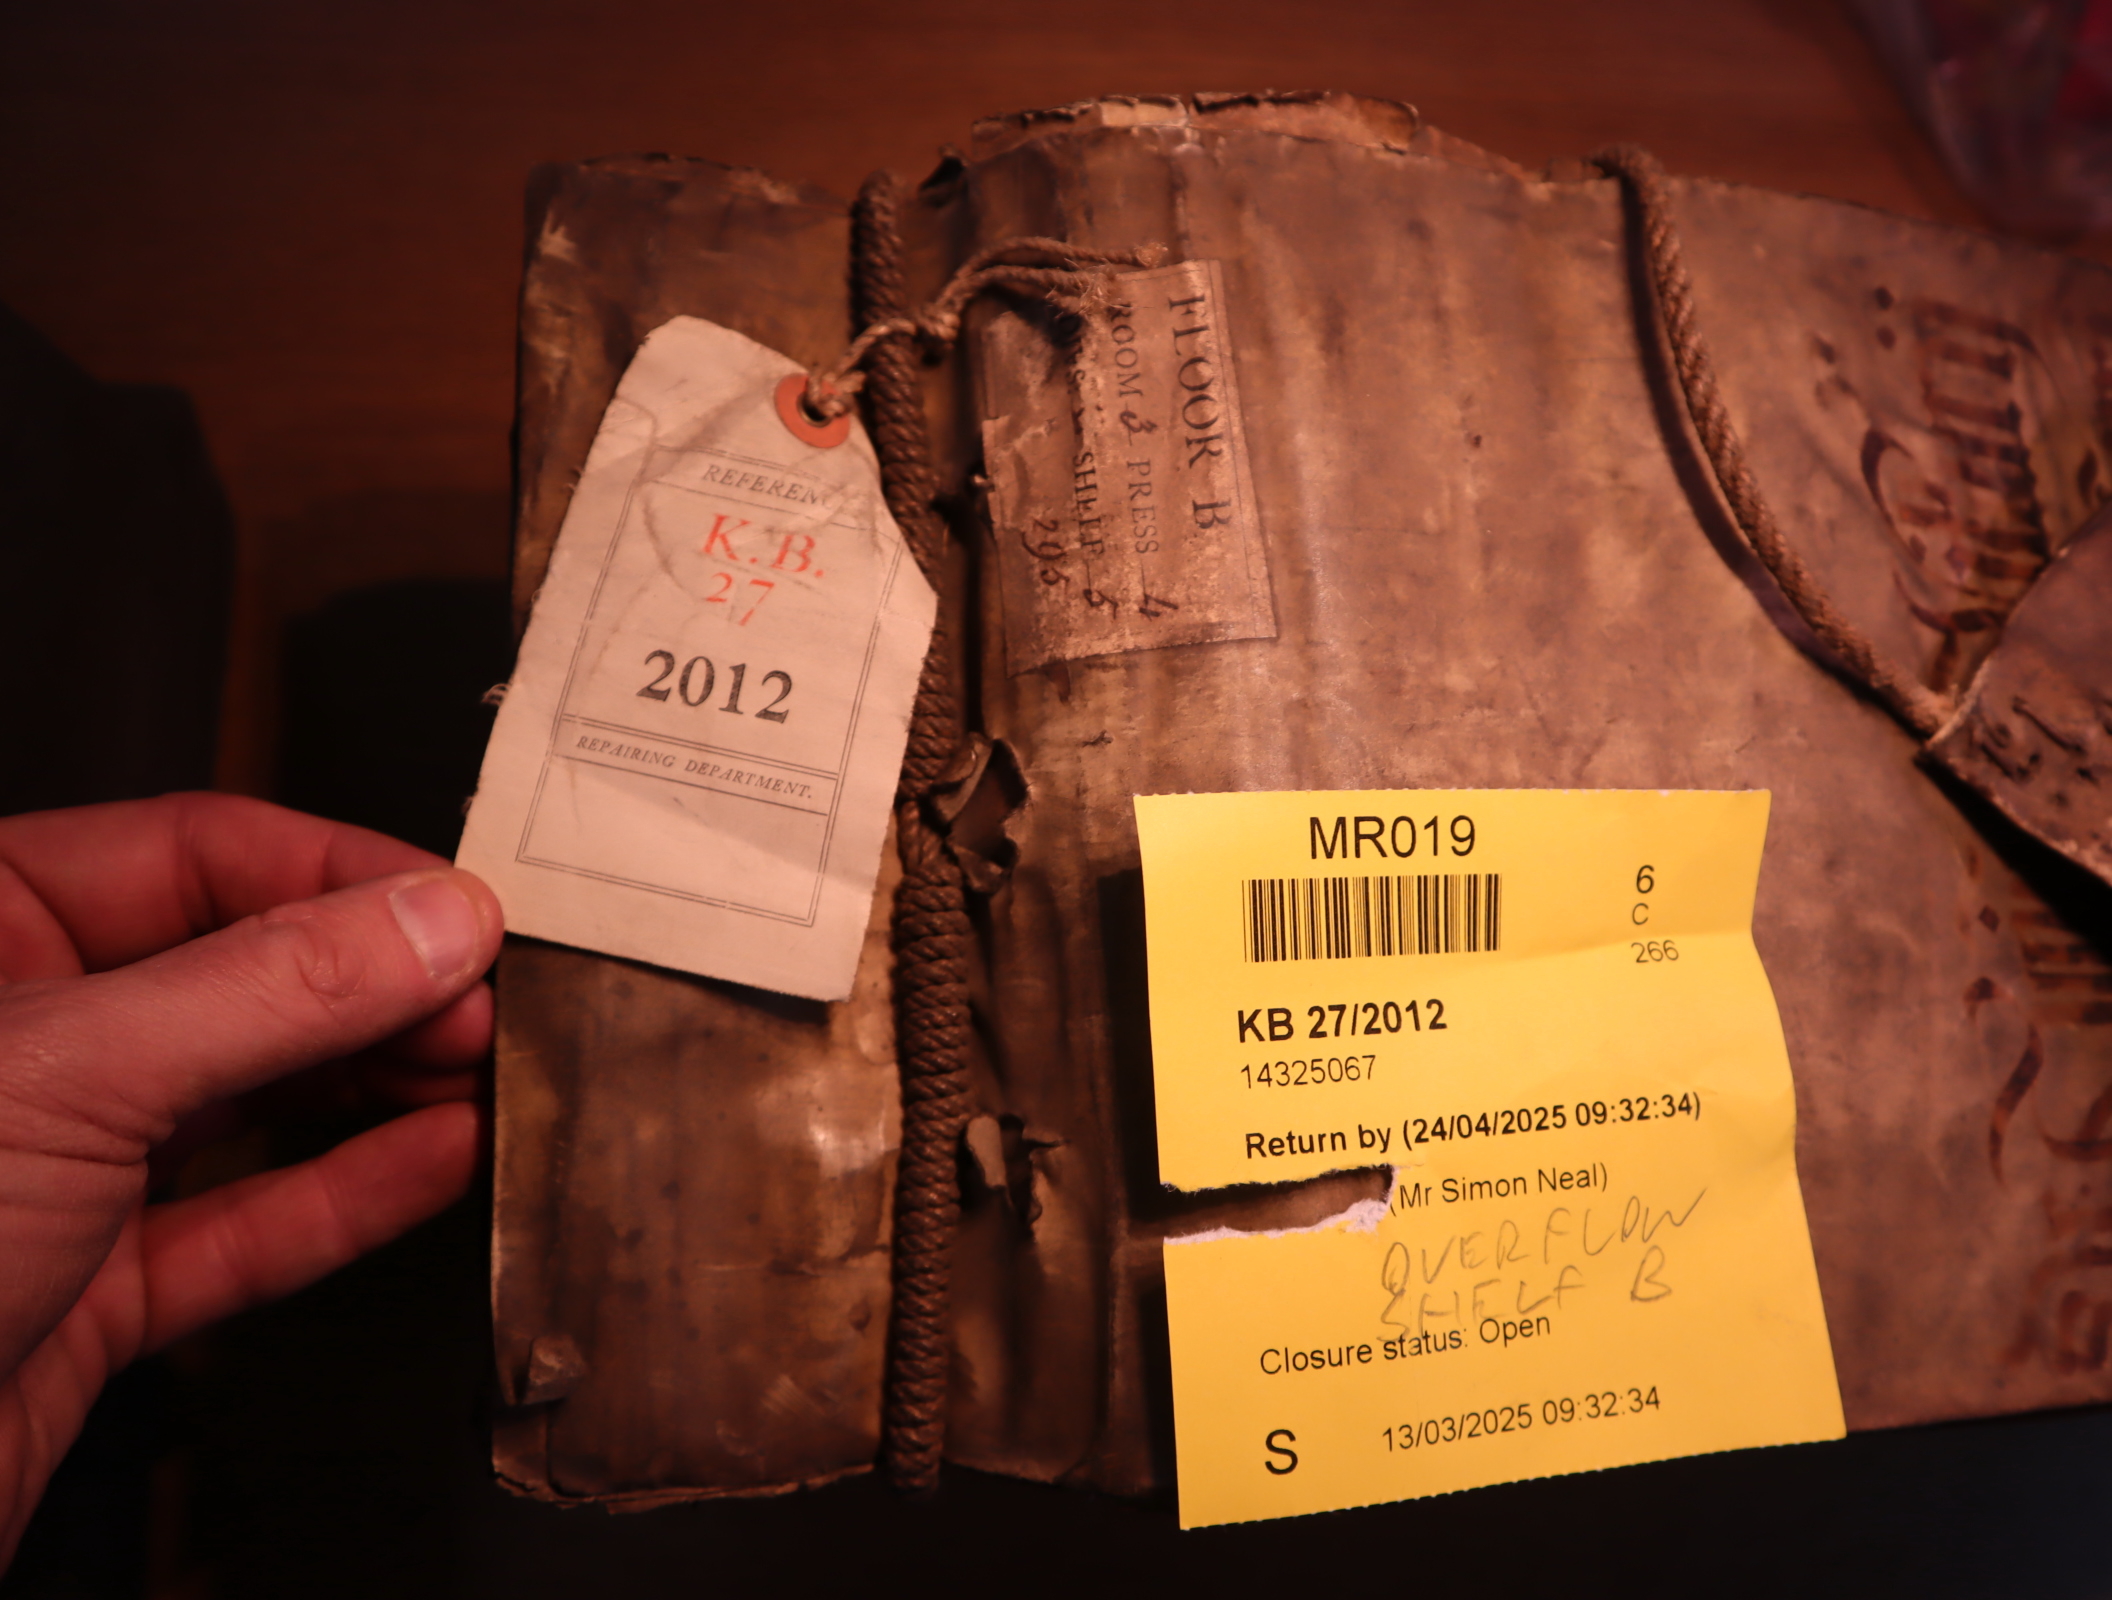 REFEREN
K. B.
27
2012
REPAIRING DEPARTMENT.
FLOOR B
ROOM 3 PRESS 4
SHELF 5
295
MR019
6
C
266
KB 27/2012
14325067
Return by (24/04/2025 09:32:34)
(Mr Simon Neal)
OVERFLOW
SHELF B
Closure status: Open
S 13/03/2025 09:32:34